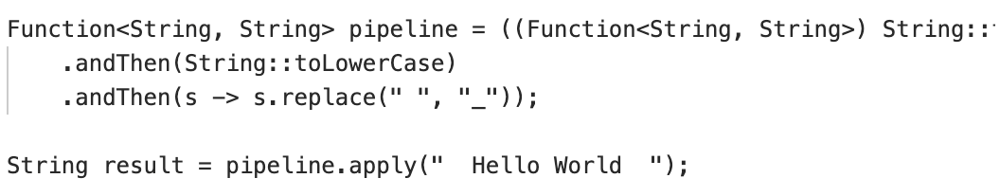 Function<String, String> pipeline = ((Function<String, String>) String::
    .andThen(String::toLowerCase)
    .andThen(s -> s.replace(" ", "_"));

String result = pipeline.apply("  Hello World  ");